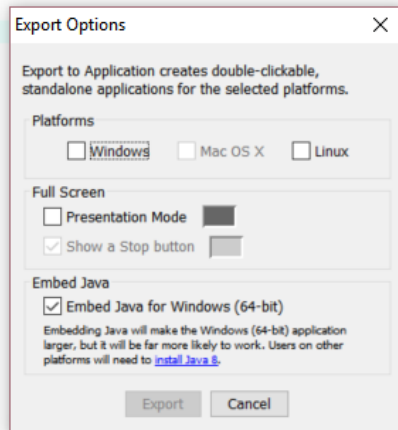 Export Options
Export to Application creates double-clickable,
standalone applications for the selected platforms.
Platforms
Windows Mac OS X Linux
Full Screen
Presentation Mode
Show a Stop button
Embed Java
Embed Java for Windows (64-bit)
Embedding Java will make the Windows (64-bit) application
larger, but it will be far more likely to work. Users on other
platforms will need to install Java 8.
Export Cancel